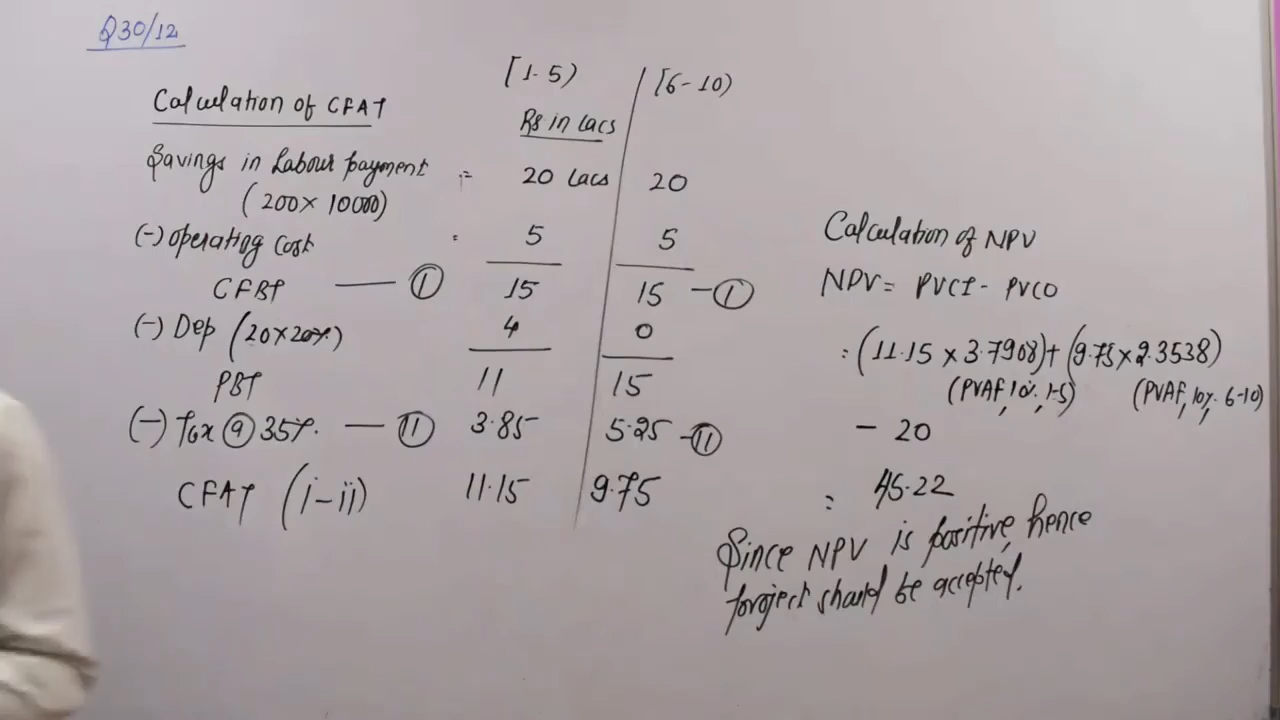 Q30/12
[1-5) [6-10)
Calculation of CFAT
Rs in lacs
Savings in Labour payment = 20 lacs 20
(200 × 10000)
(-) operating cost 5 5
CFBT — I 15 15 — I
(-) Dep (20×20%) 4 0
PBT 11 15
(-) Tax @ 35%. — II 3.85 5.25 — II
CFAT (i-ii) 11.15 9.75
Calculation of NPV
NPV = PVCI - PVCO
= (11.15 × 3.7908) + (9.75 × 2.3538)
(PVAF, 10%, 1-5) (PVAF, 10%. 6-10)
- 20
= 45.22
Since NPV is positive, hence
project should be accepted.